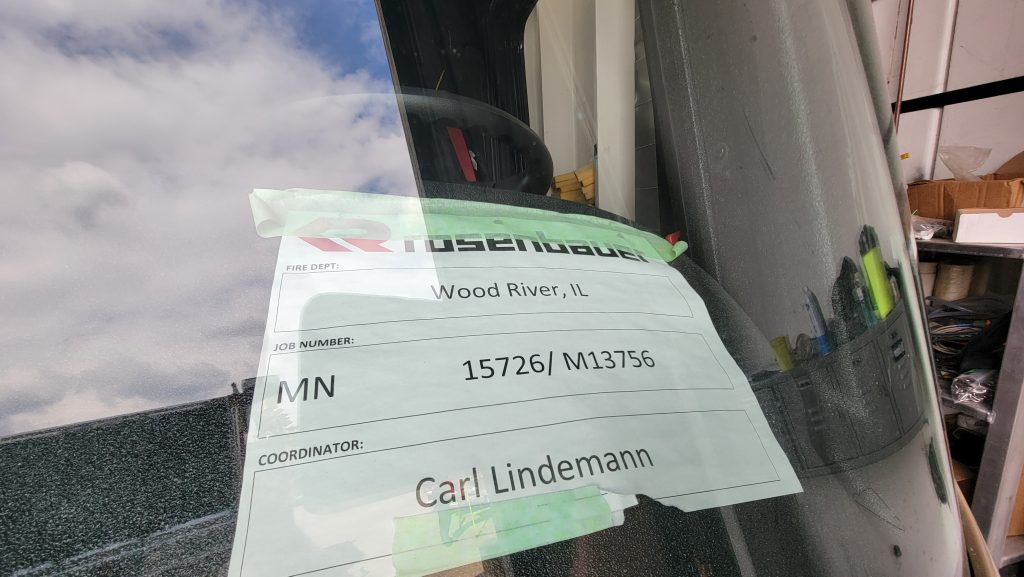 rosenbauer
FIRE DEPT:
Wood River, IL
JOB NUMBER:
MN 15726/ M13756
COORDINATOR:
Carl Lindemann